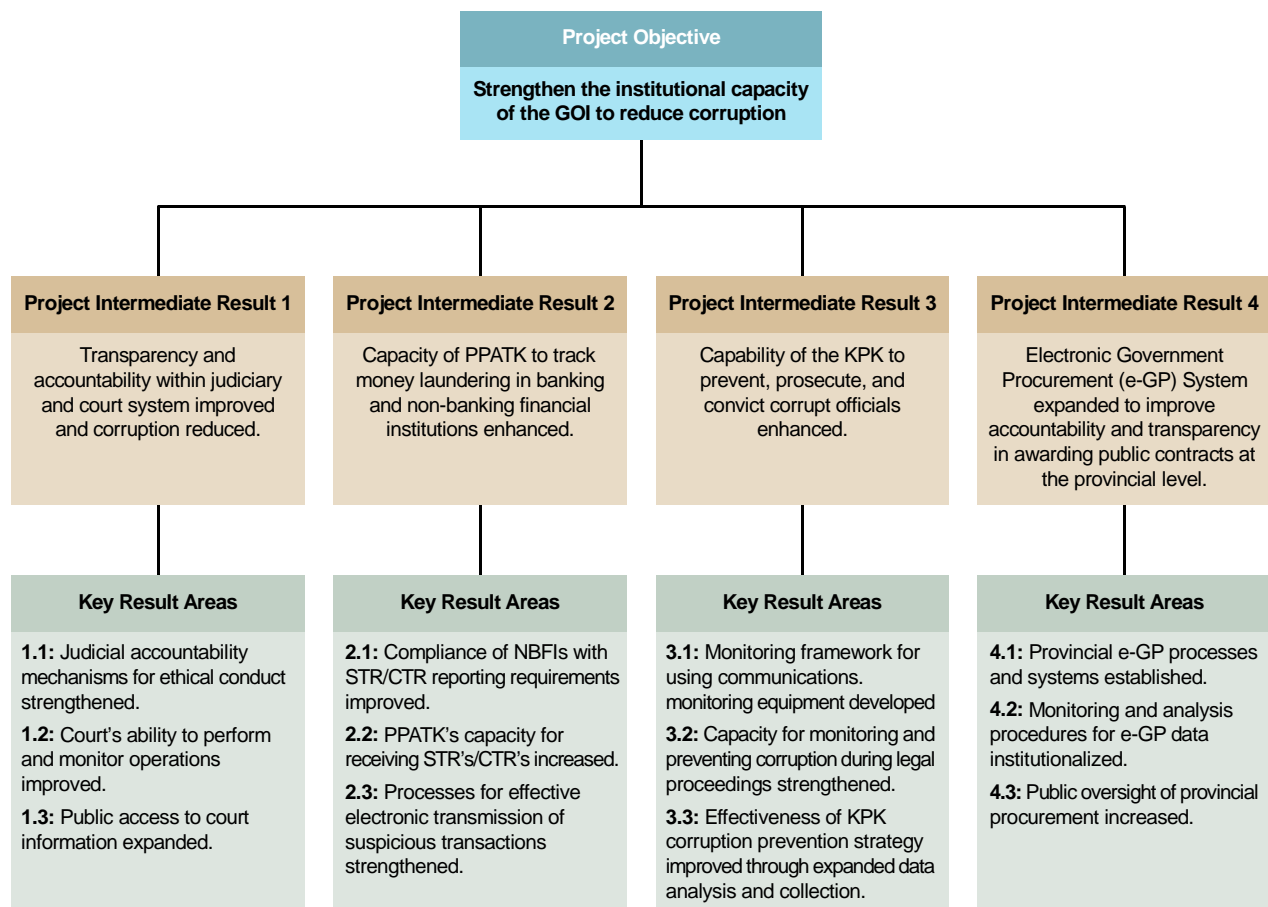 Project Objective
Strengthen the institutional capacity
of the GOI to reduce corruption
Project Intermediate Result 1
Transparency and
accountability within judiciary
and court system improved
and corruption reduced.
Project Intermediate Result 2
Capacity of PPATK to track
money laundering in banking
and non-banking financial
institutions enhanced.
Project Intermediate Result 3
Capability of the KPK to
prevent, prosecute, and
convict corrupt officials
enhanced.
Project Intermediate Result 4
Electronic Government
Procurement (e-GP) System
expanded to improve
accountability and transparency
in awarding public contracts at
the provincial level.
Key Result Areas
1.1: Judicial accountability
mechanisms for ethical conduct
strengthened.
1.2: Court’s ability to perform
and monitor operations
improved.
1.3: Public access to court
information expanded.
Key Result Areas
2.1: Compliance of NBFIs with
STR/CTR reporting requirements
improved.
2.2: PPATK’s capacity for
receiving STR’s/CTR’s increased.
2.3: Processes for effective
electronic transmission of
suspicious transactions
strengthened.
Key Result Areas
3.1: Monitoring framework for
using communications.
monitoring equipment developed
3.2: Capacity for monitoring and
preventing corruption during legal
proceedings strengthened.
3.3: Effectiveness of KPK
corruption prevention strategy
improved through expanded data
analysis and collection.
Key Result Areas
4.1: Provincial e-GP processes
and systems established.
4.2: Monitoring and analysis
procedures for e-GP data
institutionalized.
4.3: Public oversight of provincial
procurement increased.